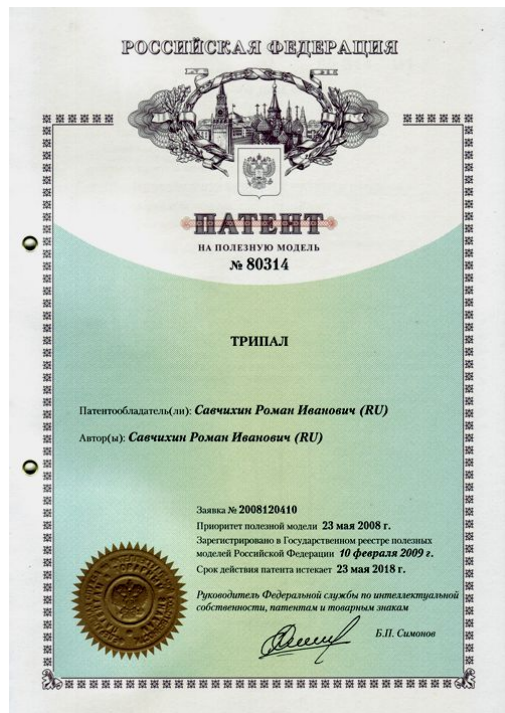 РОССИЙСКАЯ ФЕДЕРАЦИЯ
ПАТЕНТ
НА ПОЛЕЗНУЮ МОДЕЛЬ
№ 80314
ТРИПАЛ
Патентообладатель(ли): Савчихин Роман Иванович (RU)
Автор(ы): Савчихин Роман Иванович (RU)
Заявка № 2008120410
Приоритет полезной модели 23 мая 2008 г.
Зарегистрировано в Государственном реестре полезных
моделей Российской Федерации 10 февраля 2009 г.
Срок действия патента истекает 23 мая 2018 г.
Руководитель Федеральной службы по интеллектуальной
собственности, патентам и товарным знакам
Б.П. Симонов